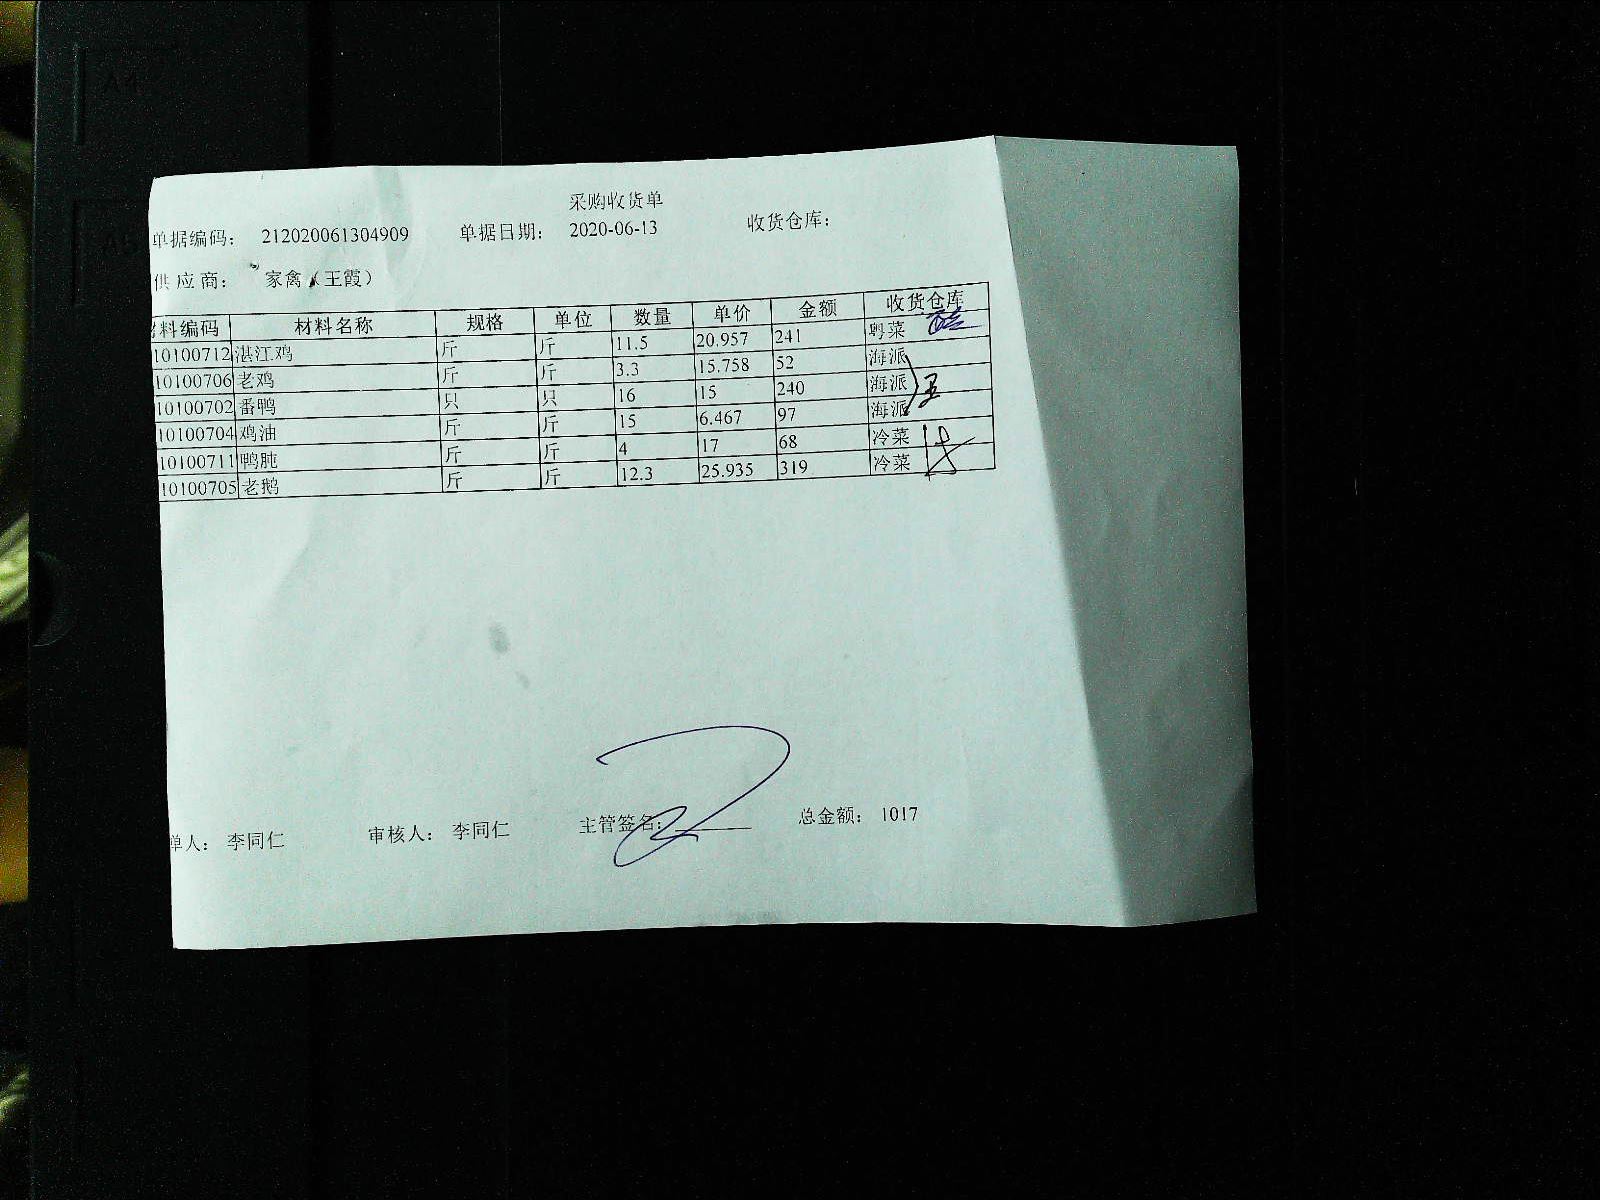 采购收货单
单据编码： 212020061304909 单据日期： 2020-06-13 收货仓库：
供应商： 家禽（王霞）
料编码 材料名称 规格 单位 数量 单价 金额 收货仓库
10100712 湛江鸡 斤 斤 11.5 20.957 241 粤菜
10100706 老鸡 斤 斤 3.3 15.758 52 海派
10100702 番鸭 只 只 16 15 240 海派
10100704 鸡油 斤 斤 15 6.467 97 海派
10100711 鸭肫 斤 斤 4 17 68 冷菜
10100705 老鹅 斤 斤 12.3 25.935 319 冷菜
单人： 李同仁 审核人： 李同仁 主管签名： 总金额： 1017